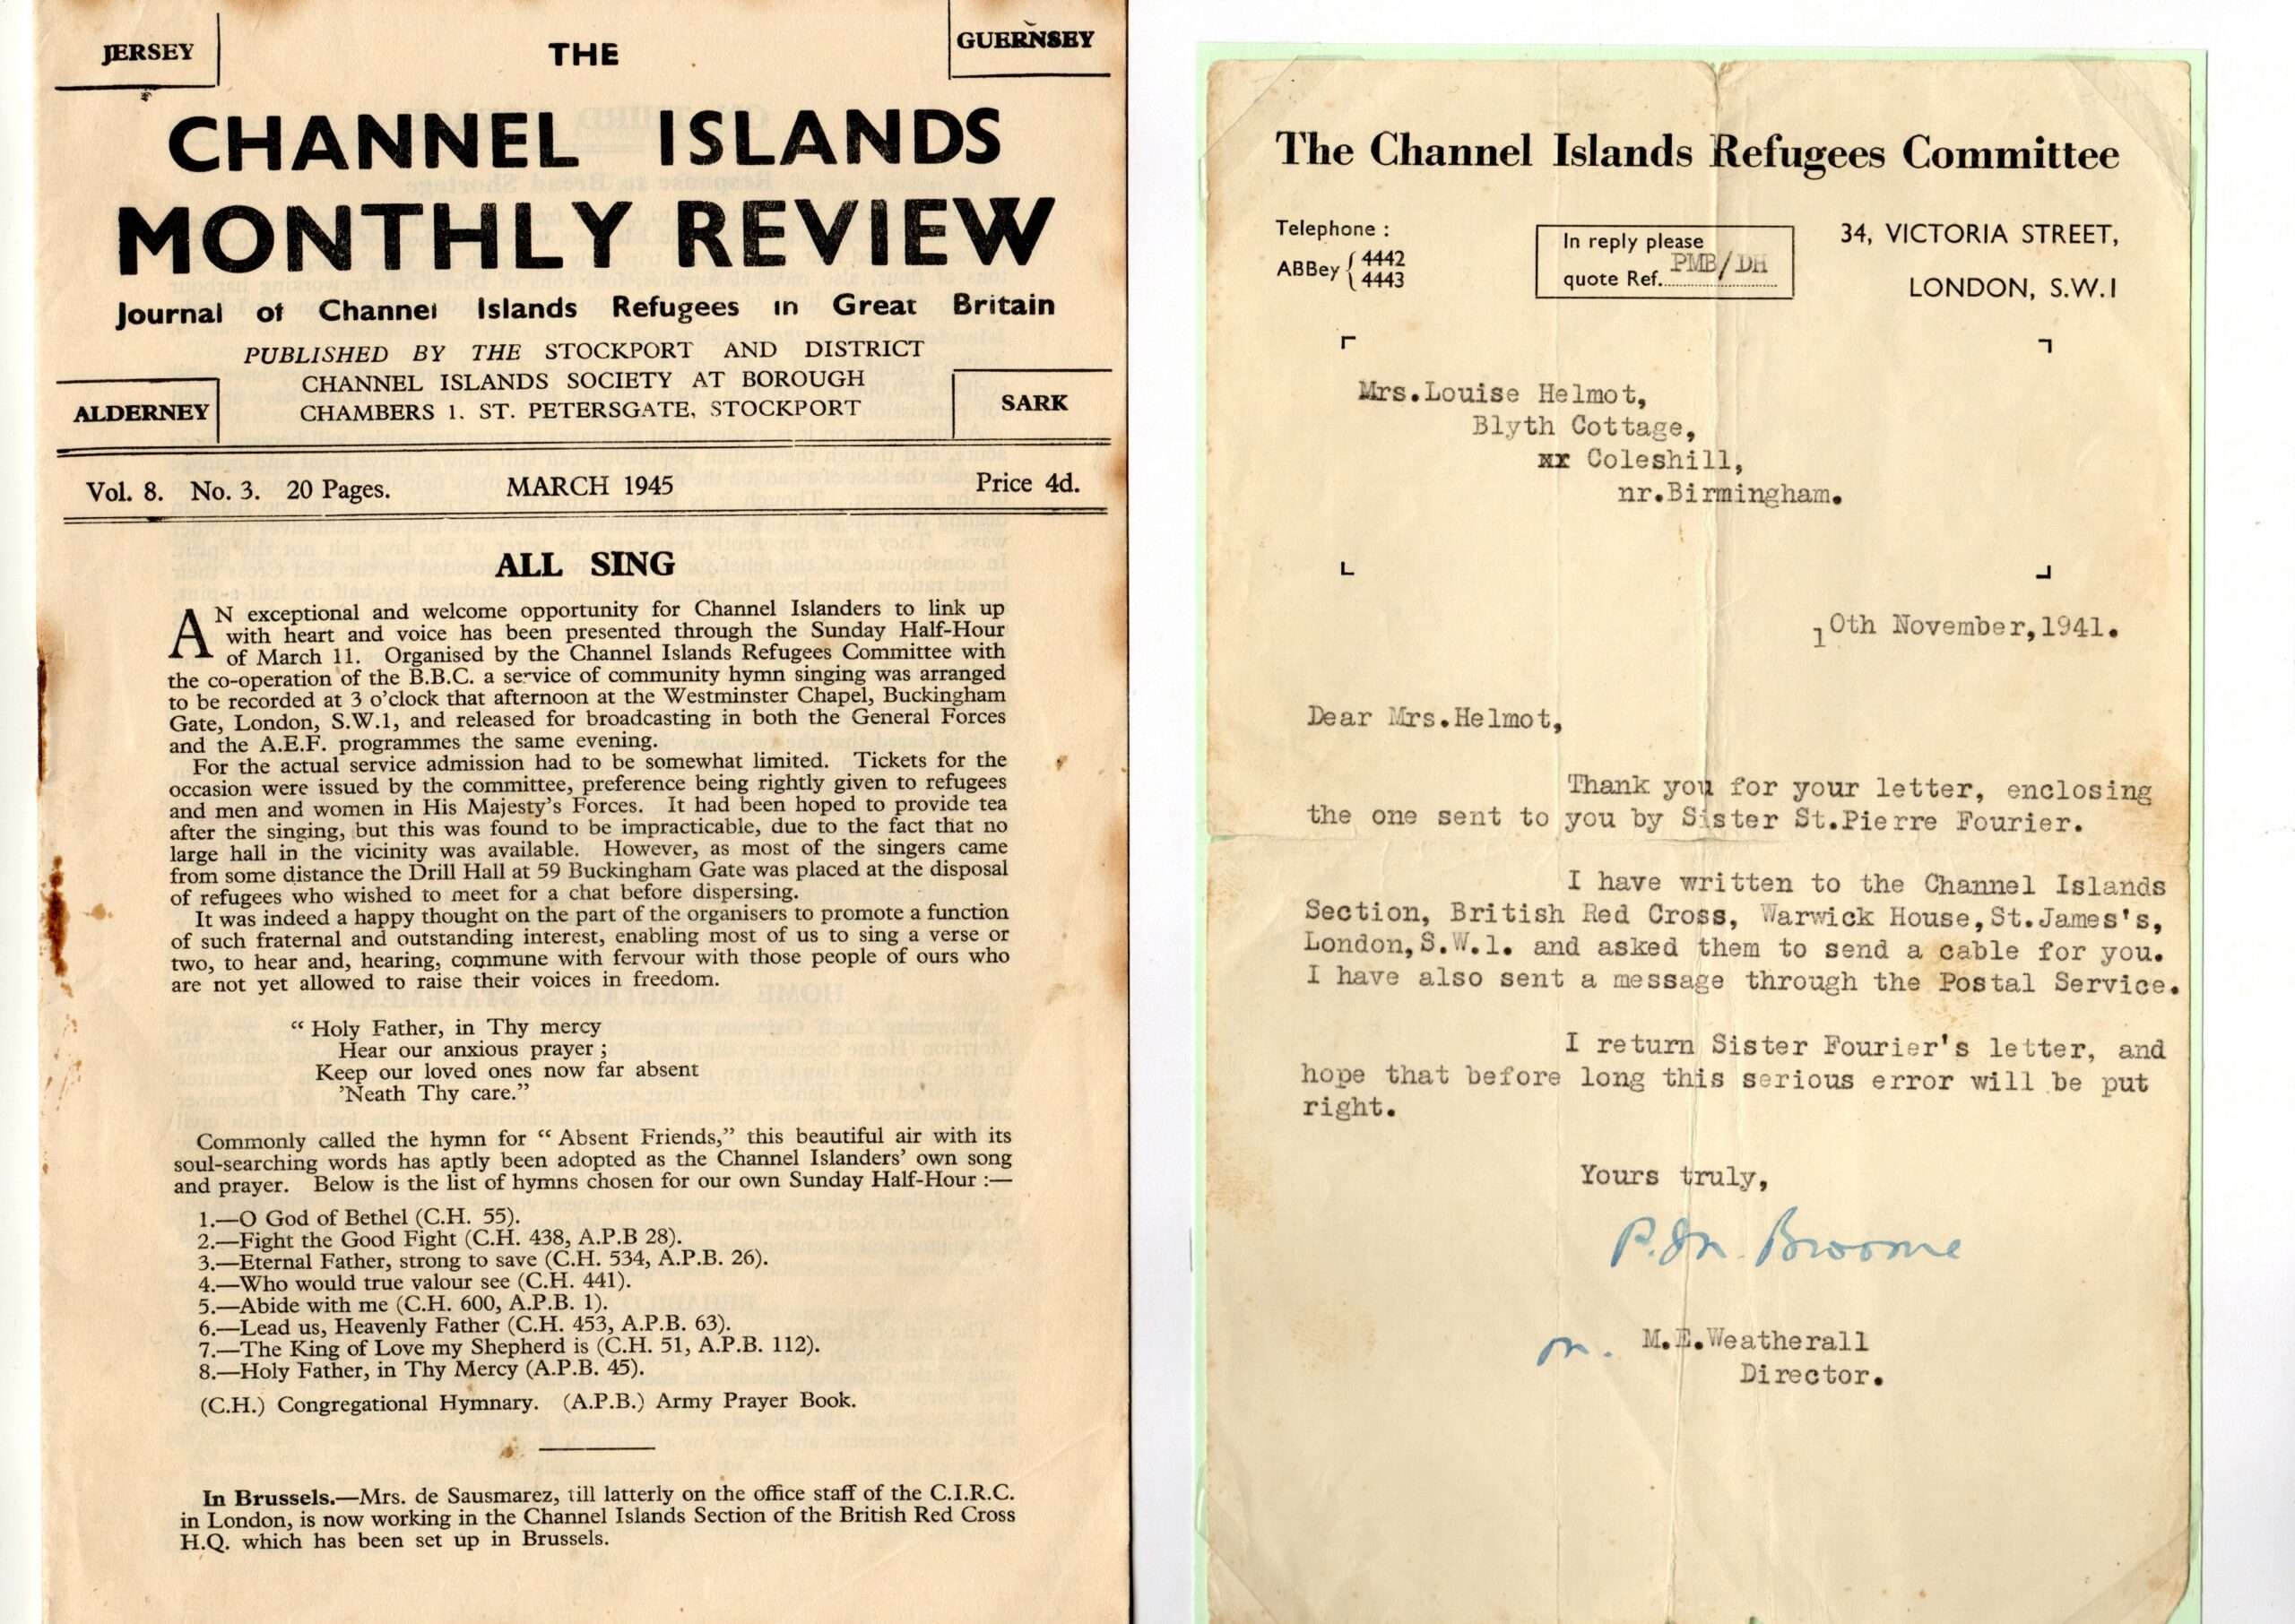 JERSEY
THE
GUERNSEY
CHANNEL ISLANDS
MONTHLY REVIEW
Journal of Channel Islands Refugees in Great Britain
PUBLISHED BY THE STOCKPORT AND DISTRICT
CHANNEL ISLANDS SOCIETY AT BOROUGH
CHAMBERS 1. ST. PETERSGATE, STOCKPORT
ALDERNEY
SARK
Vol. 8. No. 3. 20 Pages. MARCH 1945 Price 4d.
ALL SING
AN exceptional and welcome opportunity for Channel Islanders to link up
with heart and voice has been presented through the Sunday Half-Hour
of March 11. Organised by the Channel Islands Refugees Committee with
the co-operation of the B.B.C. a service of community hymn singing was arranged
to be recorded at 3 o'clock that afternoon at the Westminster Chapel, Buckingham
Gate, London, S.W.1, and released for broadcasting in both the General Forces
and the A.E.F. programmes the same evening.
For the actual service admission had to be somewhat limited. Tickets for the
occasion were issued by the committee, preference being rightly given to refugees
and men and women in His Majesty's Forces. It had been hoped to provide tea
after the singing, but this was found to be impracticable, due to the fact that no
large hall in the vicinity was available. However, as most of the singers came
from some distance the Drill Hall at 59 Buckingham Gate was placed at the disposal
of refugees who wished to meet for a chat before dispersing.
It was indeed a happy thought on the part of the organisers to promote a function
of such fraternal and outstanding interest, enabling most of us to sing a verse or
two, to hear and, hearing, commune with fervour with those people of ours who
are not yet allowed to raise their voices in freedom.
“ Holy Father, in Thy mercy
Hear our anxious prayer ;
Keep our loved ones now far absent
'Neath Thy care.”
Commonly called the hymn for “ Absent Friends,” this beautiful air with its
soul-searching words has aptly been adopted as the Channel Islanders' own song
and prayer. Below is the list of hymns chosen for our own Sunday Half-Hour :—
1.—O God of Bethel (C.H. 55).
2.—Fight the Good Fight (C.H. 438, A.P.B 28).
3.—Eternal Father, strong to save (C.H. 534, A.P.B. 26).
4.—Who would true valour see (C.H. 441).
5.—Abide with me (C.H. 600, A.P.B. 1).
6.—Lead us, Heavenly Father (C.H. 453, A.P.B. 63).
7.—The King of Love my Shepherd is (C.H. 51, A.P.B. 112).
8.—Holy Father, in Thy Mercy (A.P.B. 45).
(C.H.) Congregational Hymnary. (A.P.B.) Army Prayer Book.
In Brussels.—Mrs. de Sausmarez, till latterly on the office staff of the C.I.R.C.
in London, is now working in the Channel Islands Section of the British Red Cross
H.Q. which has been set up in Brussels.
The Channel Islands Refugees Committee
Telephone :
ABBey { 4442
4443
In reply please
quote Ref. PMB/DH
34, VICTORIA STREET,
LONDON, S.W.1
Mrs.Louise Helmot,
Blyth Cottage,
xx Coleshill,
nr.Birmingham.
10th November,1941.
Dear Mrs.Helmot,
Thank you for your letter, enclosing
the one sent to you by Sister St.Pierre Fourier.
I have written to the Channel Islands
Section, British Red Cross, Warwick House,St.James's,
London,S.W.1. and asked them to send a cable for you.
I have also sent a message through the Postal Service.
I return Sister Fourier's letter, and
hope that before long this serious error will be put
right.
Yours truly,
P.M. Broome
M.E.Weatherall
Director.